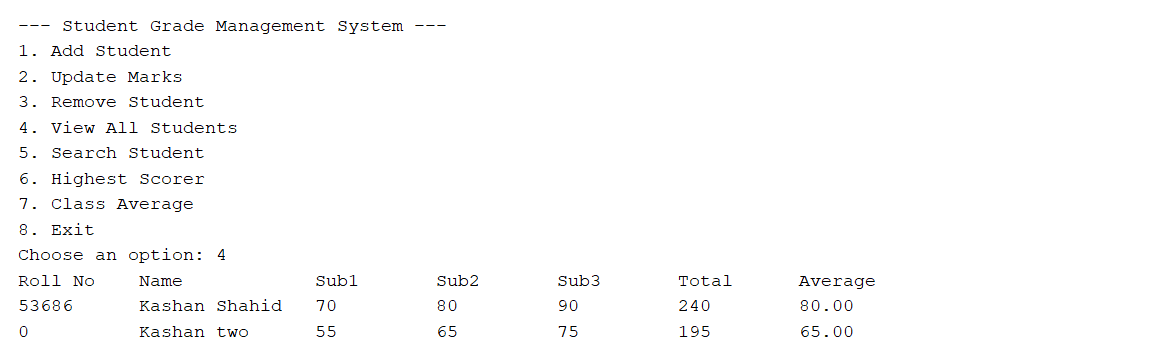 --- Student Grade Management System ---
1. Add Student
2. Update Marks
3. Remove Student
4. View All Students
5. Search Student
6. Highest Scorer
7. Class Average
8. Exit
Choose an option: 4
Roll No    Name            Sub1       Sub2       Sub3       Total      Average
53686      Kashan Shahid   70         80         90         240        80.00
0          Kashan two      55         65         75         195        65.00